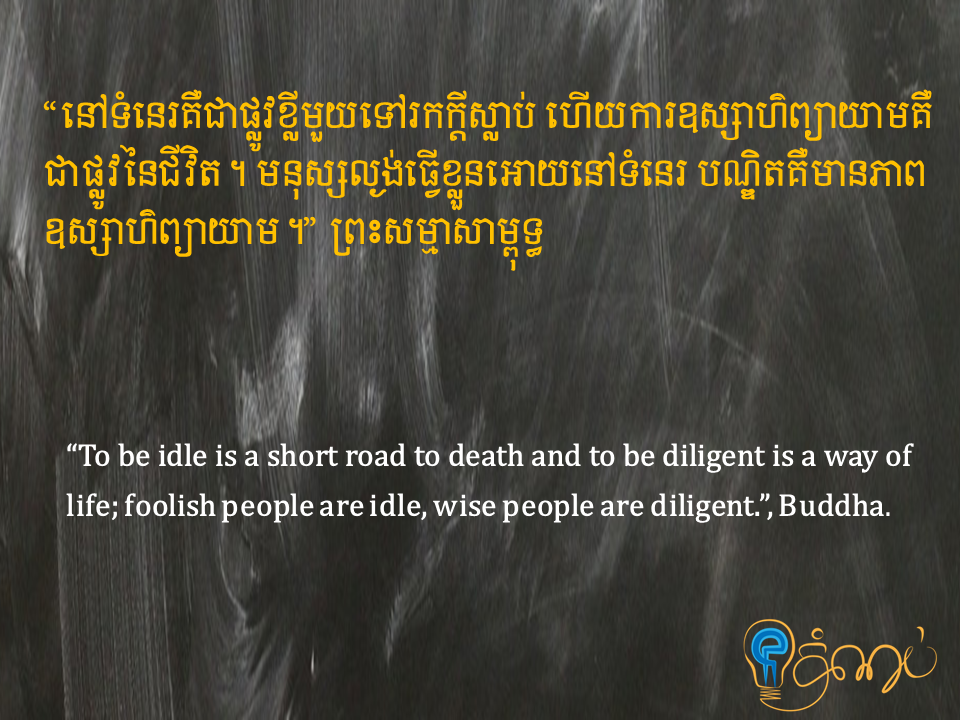 “នៅទំនេរគឺជាផ្លូវខ្លីមួយទៅរកក្ដីស្លាប់ ហើយការឧស្សាហិព្យាយាមគឺ
ជាផ្លូវនៃជីវិត ។ មនុស្សល្ងង់ធ្វើខ្លួនអោយនៅទំនេរ បណ្ឌិតគឺមានភាព
ឧស្សាហិព្យាយាម ។” ព្រះសម្មាសាម្ពុទ្ធ
“To be idle is a short road to death and to be diligent is a way of
life; foolish people are idle, wise people are diligent.”, Buddha.